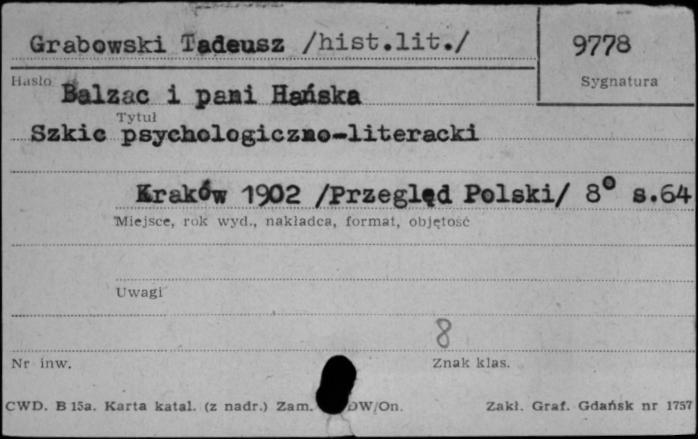 Grabowski Tadeusz /hist.lit./
9778
Hasło
Sygnatura
Balzac i pani Hańska
Tytuł
Szkic psychologiczno-literacki
Kraków 1902 /Przegląd Polski/ 8° s.64
Miejsce, rok wyd., nakładca, format, objętość
Uwagi
8
Nr inw.
Znak klas.
CWD. B 15a. Karta katal. (z nadr.) Zam. DW/On.
Zakł. Graf. Gdańsk nr 1757